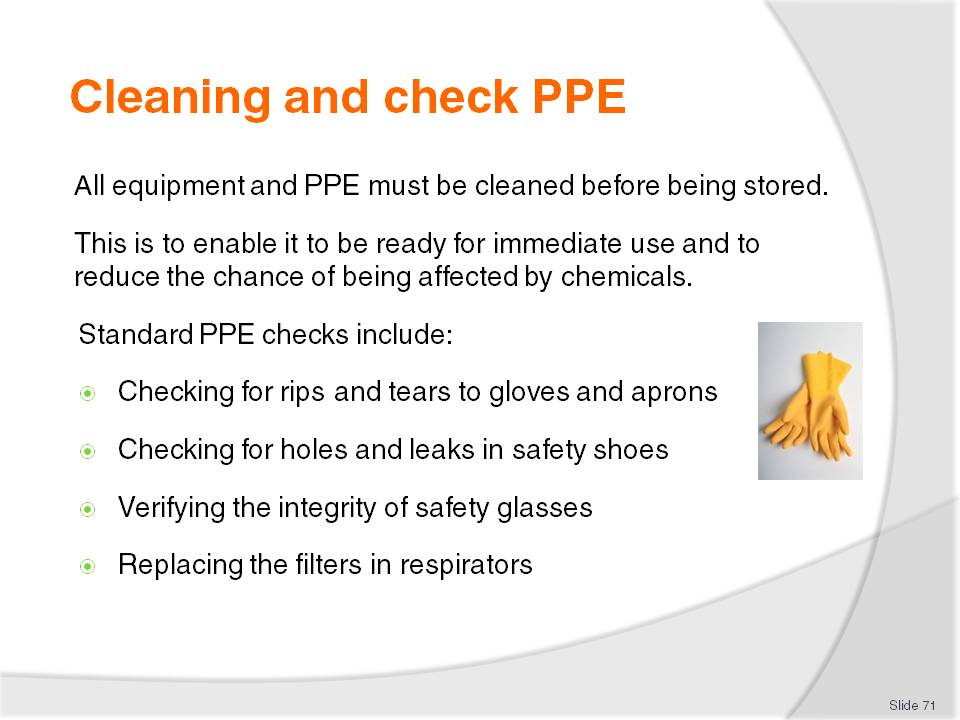 Cleaning and check PPE
All equipment and PPE must be cleaned before being stored.
This is to enable it to be ready for immediate use and to
reduce the chance of being affected by chemicals.
Standard PPE checks include:
Checking for rips and tears to gloves and aprons
Checking for holes and leaks in safety shoes
Verifying the integrity of safety glasses
Replacing the filters in respirators
Slide 71